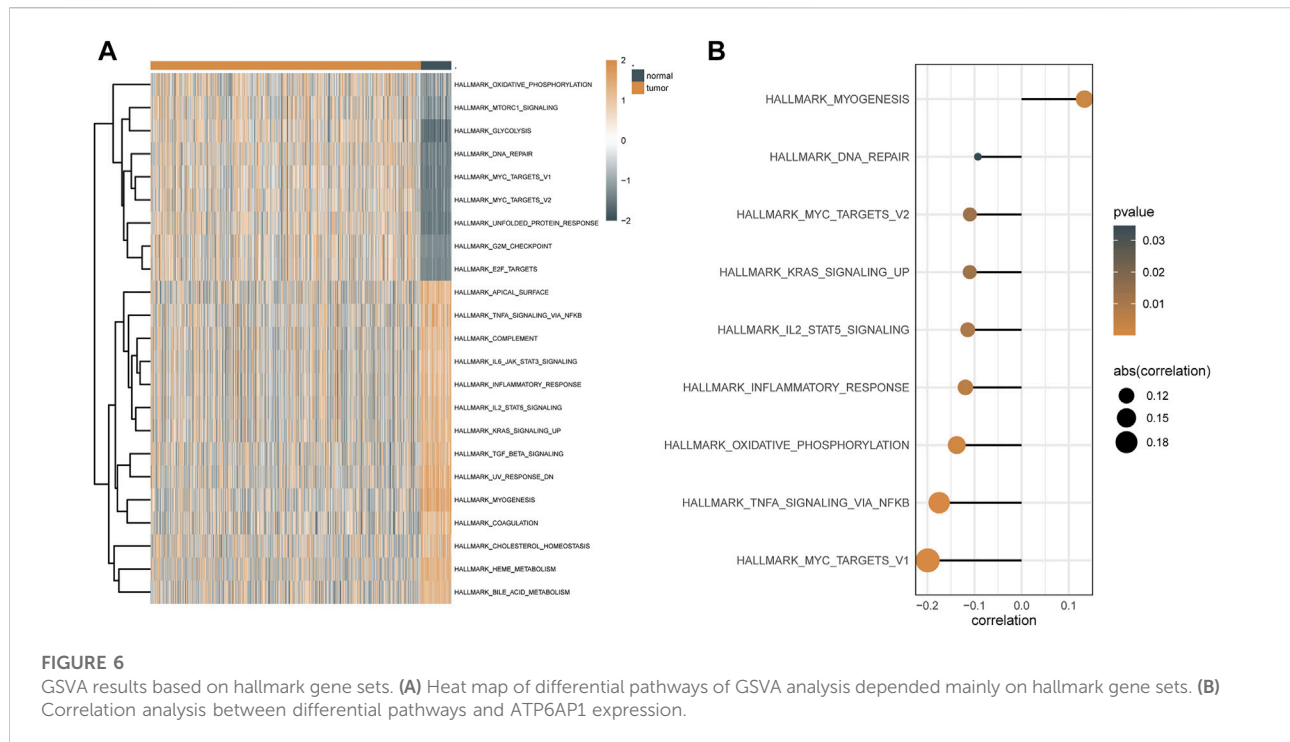 A
2
1
0
−1
−2
normal
tumor
HALLMARK_OXIDATIVE_PHOSPHORYLATION
HALLMARK_MTORC1_SIGNALING
HALLMARK_GLYCOLYSIS
HALLMARK_DNA_REPAIR
HALLMARK_MYC_TARGETS_V1
HALLMARK_MYC_TARGETS_V2
HALLMARK_UNFOLDED_PROTEIN_RESPONSE
HALLMARK_G2M_CHECKPOINT
HALLMARK_E2F_TARGETS
HALLMARK_APICAL_SURFACE
HALLMARK_TNFA_SIGNALING_VIA_NFKB
HALLMARK_COMPLEMENT
HALLMARK_IL6_JAK_STAT3_SIGNALING
HALLMARK_INFLAMMATORY_RESPONSE
HALLMARK_IL2_STAT5_SIGNALING
HALLMARK_KRAS_SIGNALING_UP
HALLMARK_TGF_BETA_SIGNALING
HALLMARK_UV_RESPONSE_DN
HALLMARK_MYOGENESIS
HALLMARK_COAGULATION
HALLMARK_CHOLESTEROL_HOMEOSTASIS
HALLMARK_HEME_METABOLISM
HALLMARK_BILE_ACID_METABOLISM
B
HALLMARK_MYOGENESIS
HALLMARK_DNA_REPAIR
HALLMARK_MYC_TARGETS_V2
HALLMARK_KRAS_SIGNALING_UP
HALLMARK_IL2_STAT5_SIGNALING
HALLMARK_INFLAMMATORY_RESPONSE
HALLMARK_OXIDATIVE_PHOSPHORYLATION
HALLMARK_TNFA_SIGNALING_VIA_NFKB
HALLMARK_MYC_TARGETS_V1
−0.2 −0.1 0.0 0.1
correlation
pvalue
0.03
0.02
0.01
abs(correlation)
0.12
0.15
0.18
FIGURE 6
GSVA results based on hallmark gene sets. (A) Heat map of differential pathways of GSVA analysis depended mainly on hallmark gene sets. (B)
Correlation analysis between differential pathways and ATP6AP1 expression.